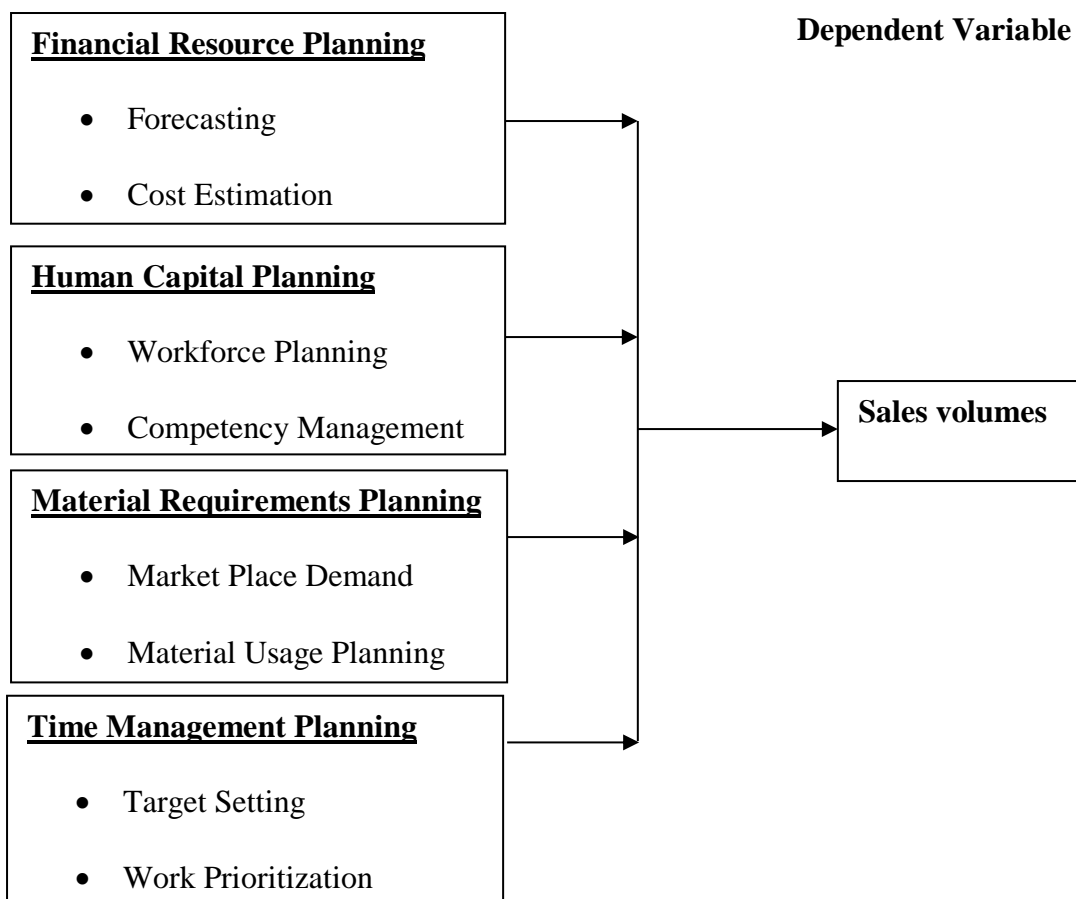 Dependent Variable
Financial Resource Planning
• Forecasting
• Cost Estimation
Human Capital Planning
• Workforce Planning
• Competency Management
Material Requirements Planning
• Market Place Demand
• Material Usage Planning
Time Management Planning
• Target Setting
• Work Prioritization
Sales volumes